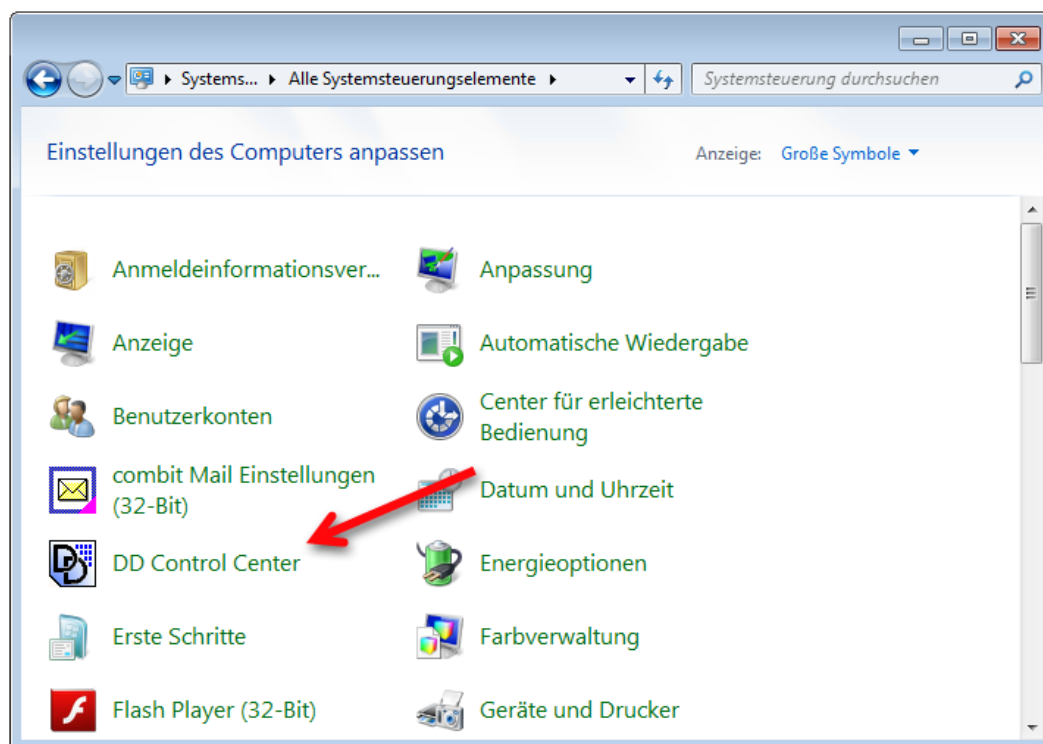 Systems... Alle Systemsteuerungselemente
Systemsteuerung durchsuchen
Einstellungen des Computers anpassen
Anzeige: Große Symbole
Anmeldeinformationsver...
Anpassung
Anzeige
Automatische Wiedergabe
Benutzerkonten
Center für erleichterte
Bedienung
combit Mail Einstellungen
(32-Bit)
Datum und Uhrzeit
DD Control Center
Energieoptionen
Erste Schritte
Farbverwaltung
Flash Player (32-Bit)
Geräte und Drucker